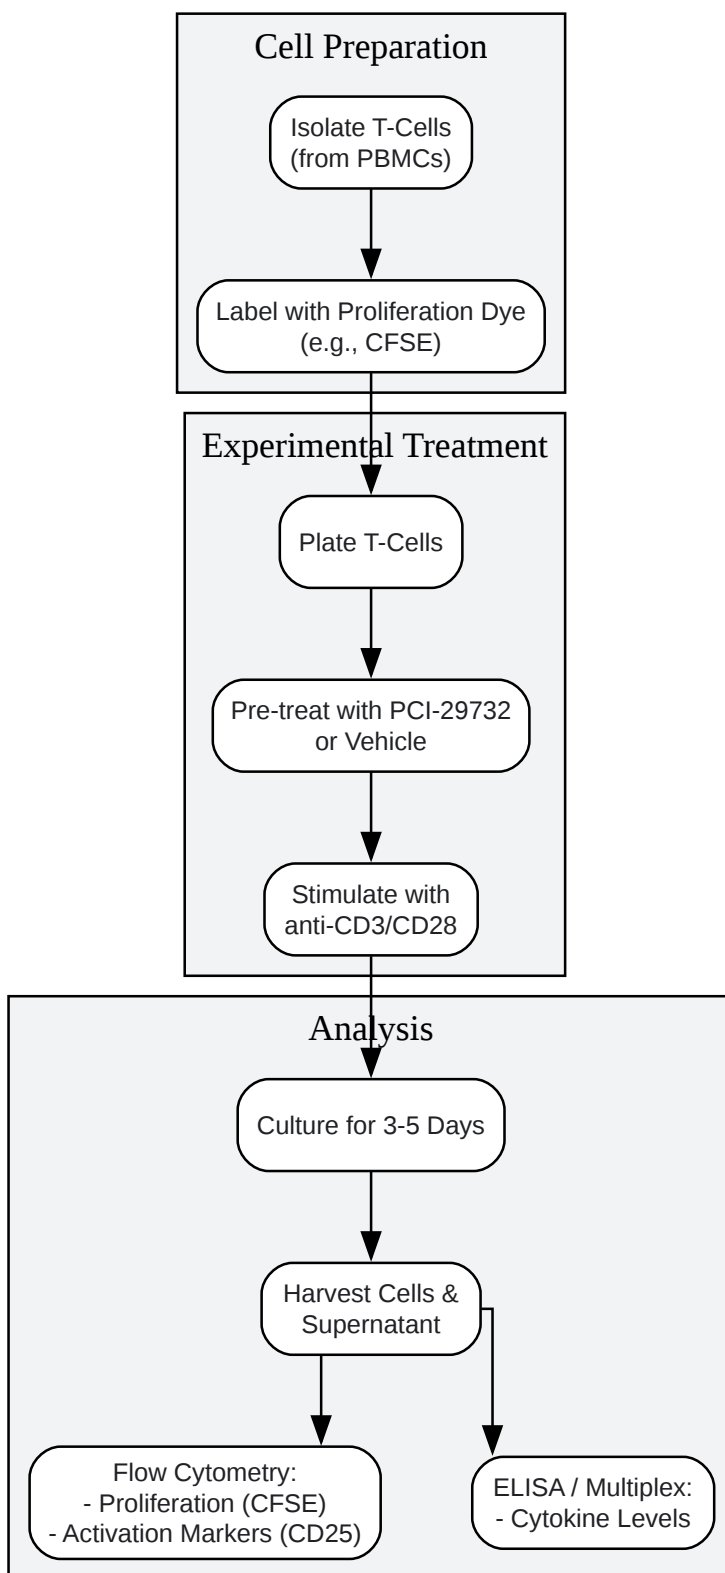 Cell Preparation
Isolate T-Cells
(from PBMCs)
Label with Proliferation Dye
(e.g., CFSE)
Experimental Treatment
Plate T-Cells
Pre-treat with PCI-29732
or Vehicle
Stimulate with
anti-CD3/CD28
Analysis
Culture for 3-5 Days
Harvest Cells &
Supernatant
Flow Cytometry:
- Proliferation (CFSE)
- Activation Markers (CD25)
ELISA / Multiplex:
- Cytokine Levels